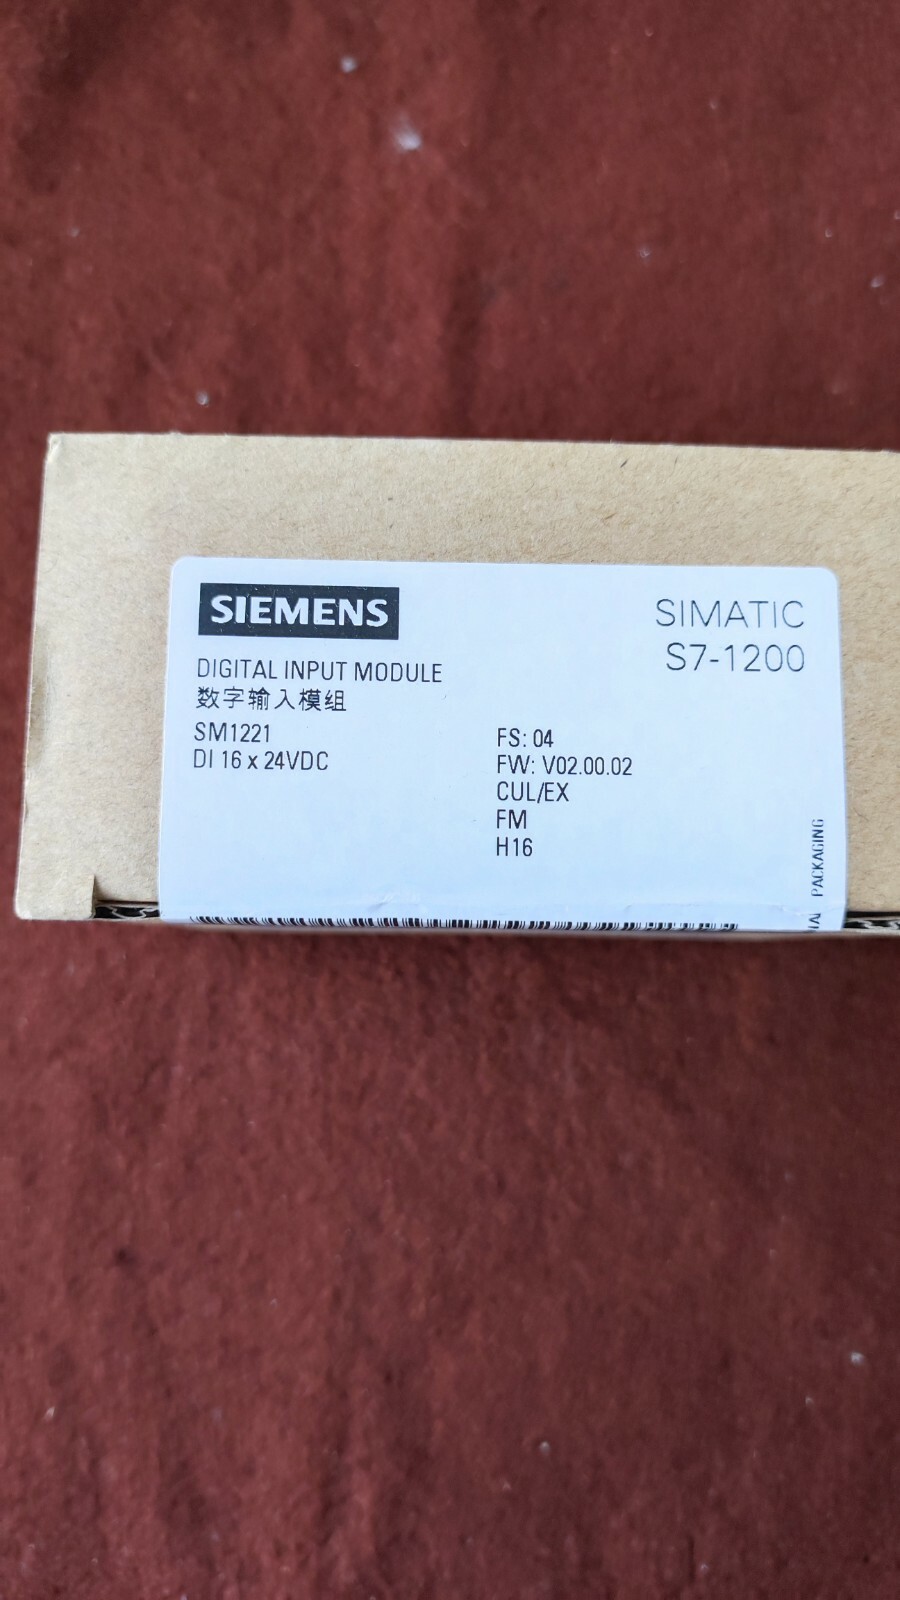 SIEMENS
SIMATIC
S7-1200
DIGITAL INPUT MODULE
数字输入模组
SM1221
DI 16 x 24VDC
FS: 04
FW: V02.00.02
CUL/EX
FM
H16
PACKAGING